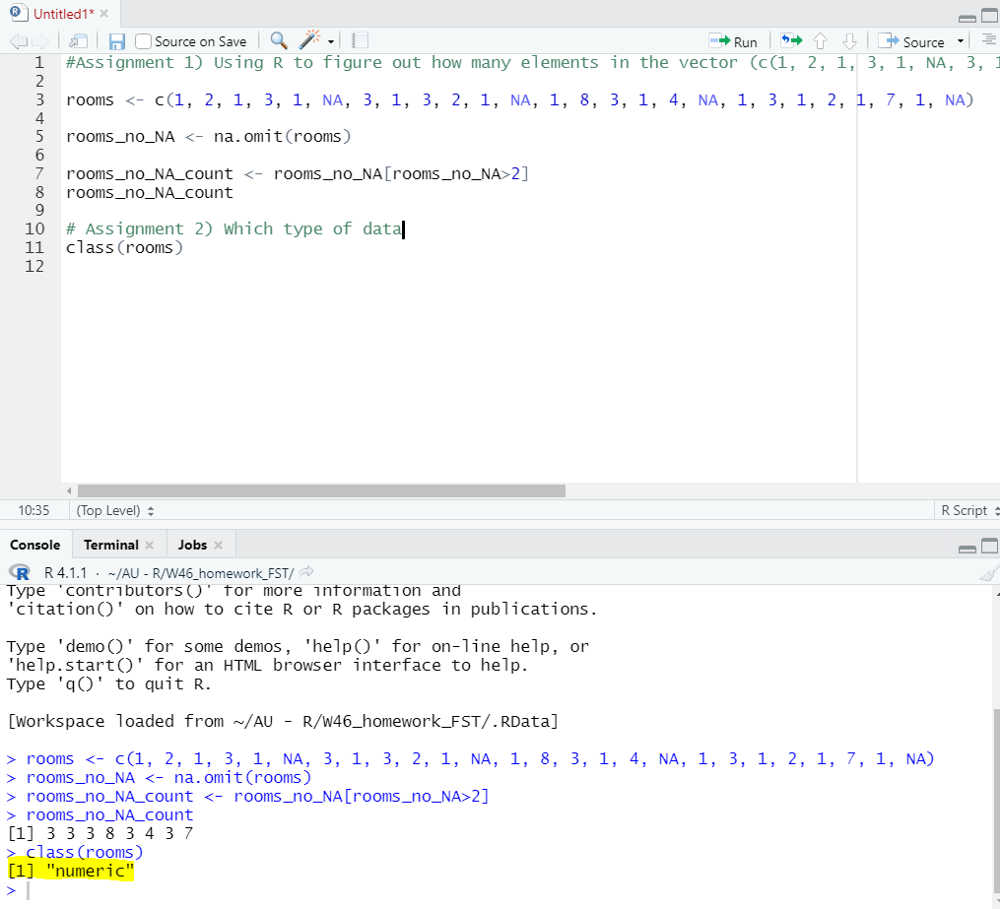 Untitled1*
Source on Save
Run
Source
1 #Assignment 1) Using R to figure out how many elements in the vector (c(1, 2, 1, 3, 1, NA, 3, 1
2
3 rooms <- c(1, 2, 1, 3, 1, NA, 3, 1, 3, 2, 1, NA, 1, 8, 3, 1, 4, NA, 1, 3, 1, 2, 1, 7, 1, NA)
4
5 rooms_no_NA <- na.omit(rooms)
6
7 rooms_no_NA_count <- rooms_no_NA[rooms_no_NA>2]
8 rooms_no_NA_count
9
10 # Assignment 2) Which type of data
11 class(rooms)
12
10:35 (Top Level) R Script
Console Terminal Jobs
R R 4.1.1 · ~/AU - R/W46_homework_FST/
Type 'contributors()' for more information and
'citation()' on how to cite R or R packages in publications.
Type 'demo()' for some demos, 'help()' for on-line help, or
'help.start()' for an HTML browser interface to help.
Type 'q()' to quit R.
[Workspace loaded from ~/AU - R/W46_homework_FST/.RData]
> rooms <- c(1, 2, 1, 3, 1, NA, 3, 1, 3, 2, 1, NA, 1, 8, 3, 1, 4, NA, 1, 3, 1, 2, 1, 7, 1, NA)
> rooms_no_NA <- na.omit(rooms)
> rooms_no_NA_count <- rooms_no_NA[rooms_no_NA>2]
> rooms_no_NA_count
[1] 3 3 3 8 3 4 3 7
> class(rooms)
[1] "numeric"
>